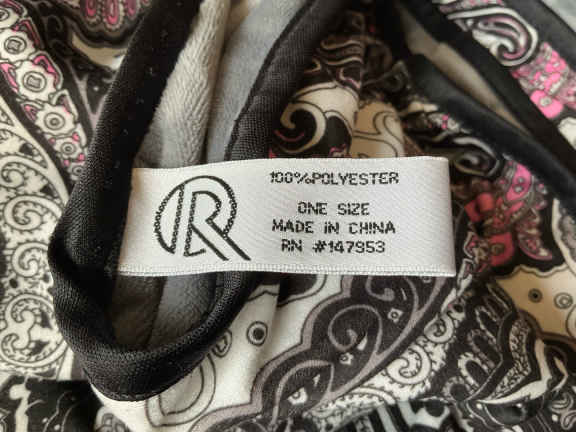 R
100%POLYESTER
ONE SIZE
MADE IN CHINA
RN #147953